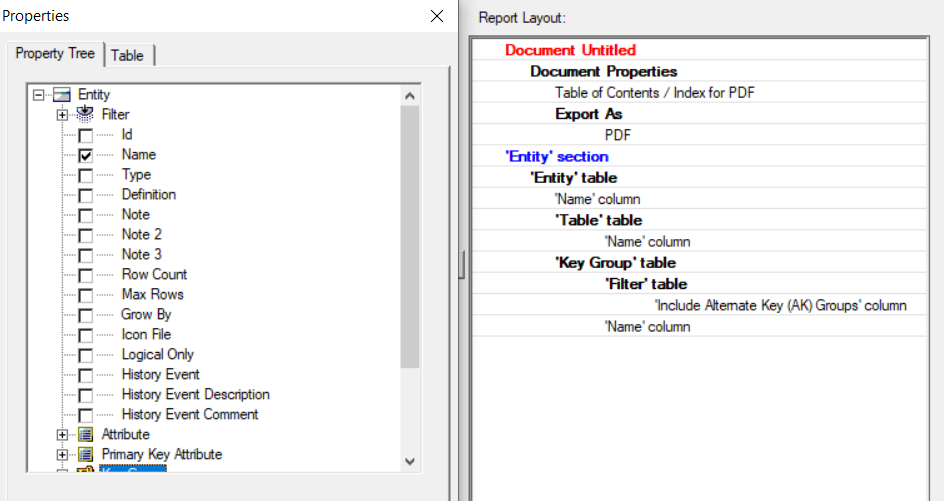 Properties
Property Tree
Table
Entity
Filter
Id
Name
Type
Definition
Note
Note 2
Note 3
Row Count
Max Rows
Grow By
Icon File
Logical Only
History Event
History Event Description
History Event Comment
Attribute
Primary Key Attribute
Report Layout:
Document Untitled
Document Properties
Table of Contents / Index for PDF
Export As
PDF
'Entity' section
'Entity' table
'Name' column
'Table' table
'Name' column
'Key Group' table
'Filter' table
'Include Alternate Key (AK) Groups' column
'Name' column